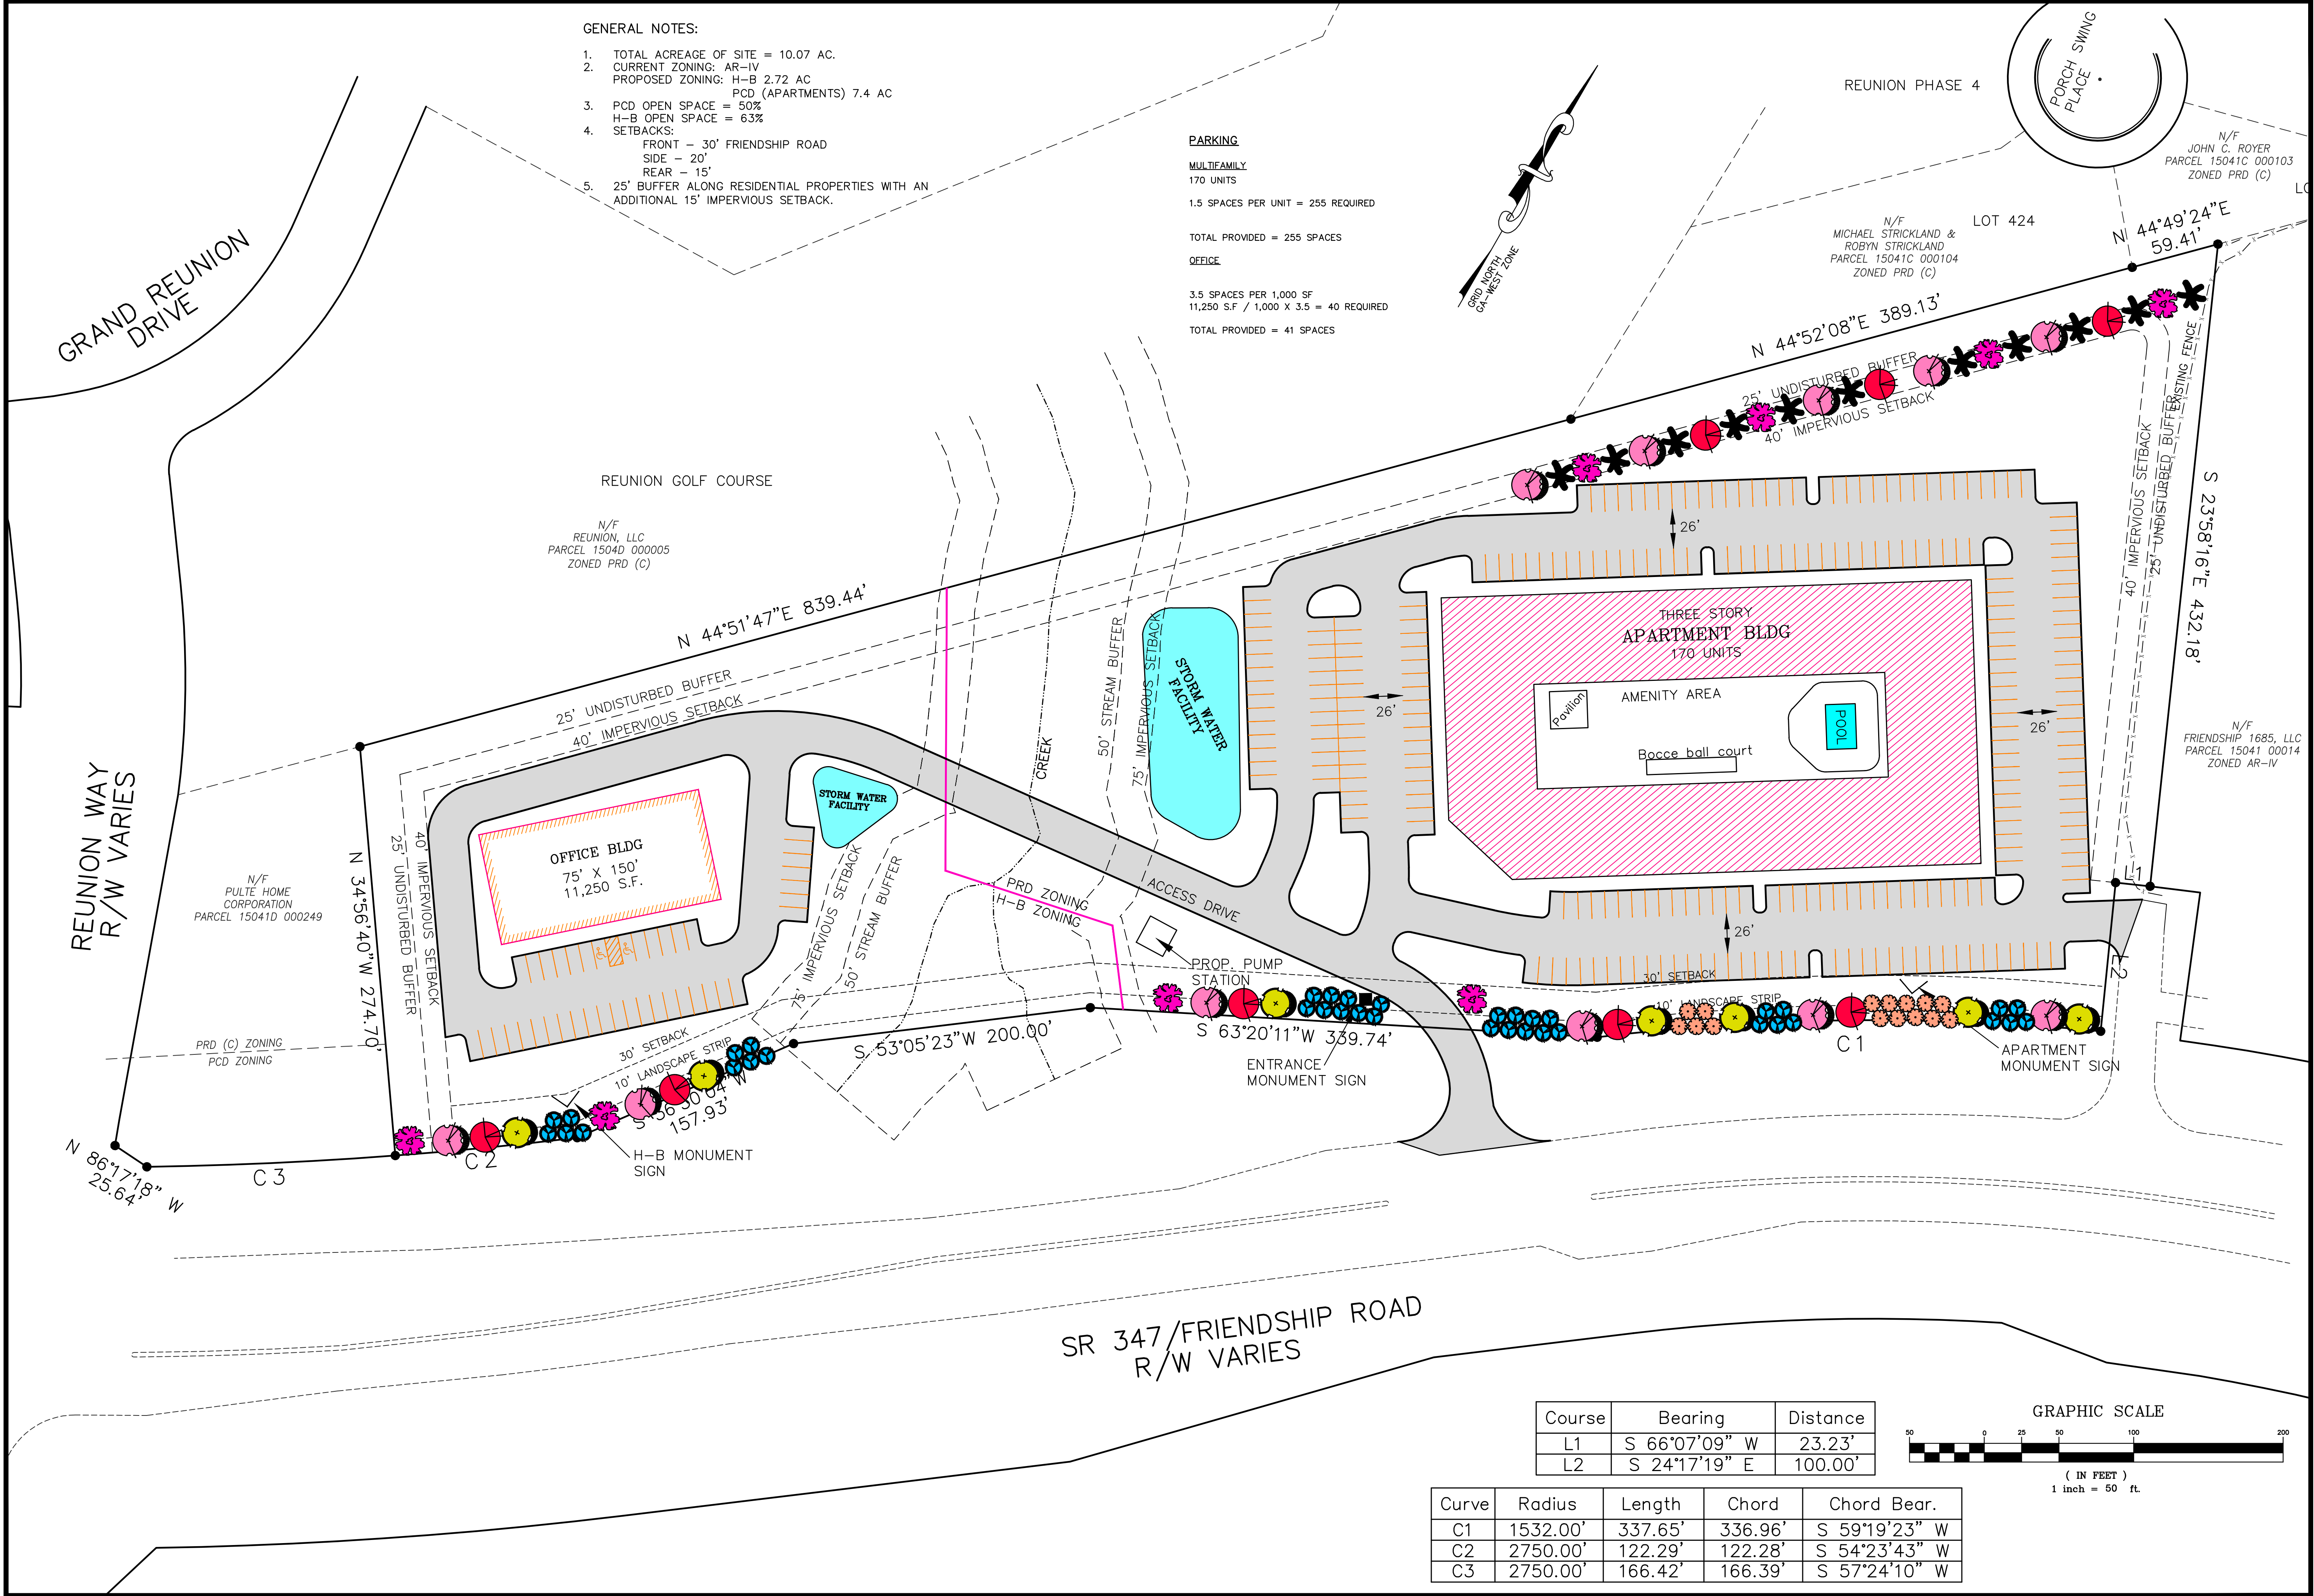 GENERAL NOTES:
1. TOTAL ACREAGE OF SITE = 10.07 AC.
2. CURRENT ZONING: AR-IV
PROPOSED ZONING: H-B 2.72 AC
PCD (APARTMENTS) 7.4 AC
3. PCD OPEN SPACE = 50%
H-B OPEN SPACE = 63%
4. SETBACKS:
FRONT - 30' FRIENDSHIP ROAD
SIDE - 20'
REAR - 15'
5. 25' BUFFER ALONG RESIDENTIAL PROPERTIES WITH AN
ADDITIONAL 15' IMPERVIOUS SETBACK.
PARKING
MULTIFAMILY
170 UNITS
1.5 SPACES PER UNIT = 255 REQUIRED
TOTAL PROVIDED = 255 SPACES
OFFICE
3.5 SPACES PER 1,000 SF
11,250 S.F / 1,000 X 3.5 = 40 REQUIRED
TOTAL PROVIDED = 41 SPACES
GRID NORTH
GA-WEST ZONE
REUNION PHASE 4
PORCH SWING
PLACE
N/F
JOHN C. ROYER
PARCEL 15041C 000103
ZONED PRD (C)
LOT 424
N/F
MICHAEL STRICKLAND &
ROBYN STRICKLAND
PARCEL 15041C 000104
ZONED PRD (C)
N 44°49'24"E
59.41'
N 44°52'08"E 389.13'
25' UNDISTURBED BUFFER
40' IMPERVIOUS SETBACK
EXISTING FENCE
40' IMPERVIOUS SETBACK
25' UNDISTURBED BUFFER
S 23°58'16"E 432.18'
GRAND REUNION
DRIVE
REUNION GOLF COURSE
N/F
REUNION, LLC
PARCEL 1504D 000005
ZONED PRD (C)
N 44°51'47"E 839.44'
25' UNDISTURBED BUFFER
40' IMPERVIOUS SETBACK
CREEK
50' STREAM BUFFER
75' IMPERVIOUS SETBACK
STORM WATER
FACILITY
26'
26'
26'
26'
THREE STORY
APARTMENT BLDG
170 UNITS
AMENITY AREA
Pavilion
POOL
Bocce ball court
N/F
FRIENDSHIP 1685, LLC
PARCEL 15041 00014
ZONED AR-IV
REUNION WAY
R/W VARIES
N/F
PULTE HOME
CORPORATION
PARCEL 15041D 000249
N 34°56'40"W 274.70'
25' UNDISTURBED BUFFER
40' IMPERVIOUS SETBACK
OFFICE BLDG
75' X 150'
11,250 S.F.
STORM WATER
FACILITY
75' IMPERVIOUS SETBACK
50' STREAM BUFFER
PRD ZONING
H-B ZONING
ACCESS DRIVE
PROP. PUMP
STATION
L1
L2
30' SETBACK
10' LANDSCAPE STRIP
PRD (C) ZONING
PCD ZONING
30' SETBACK
10' LANDSCAPE STRIP
S 56°30'04"W
157.93'
S 53°05'23"W 200.00'
S 63°20'11"W 339.74'
ENTRANCE
MONUMENT SIGN
C1
APARTMENT
MONUMENT SIGN
H-B MONUMENT
SIGN
C2
C3
N 86°17'18" W
25.64'
SR 347/FRIENDSHIP ROAD
R/W VARIES
Course Bearing Distance
L1 S 66°07'09" W 23.23'
L2 S 24°17'19" E 100.00'
Curve Radius Length Chord Chord Bear.
C1 1532.00' 337.65' 336.96' S 59°19'23" W
C2 2750.00' 122.29' 122.28' S 54°23'43" W
C3 2750.00' 166.42' 166.39' S 57°24'10" W
GRAPHIC SCALE
50 0 25 50 100 200
( IN FEET )
1 inch = 50 ft.